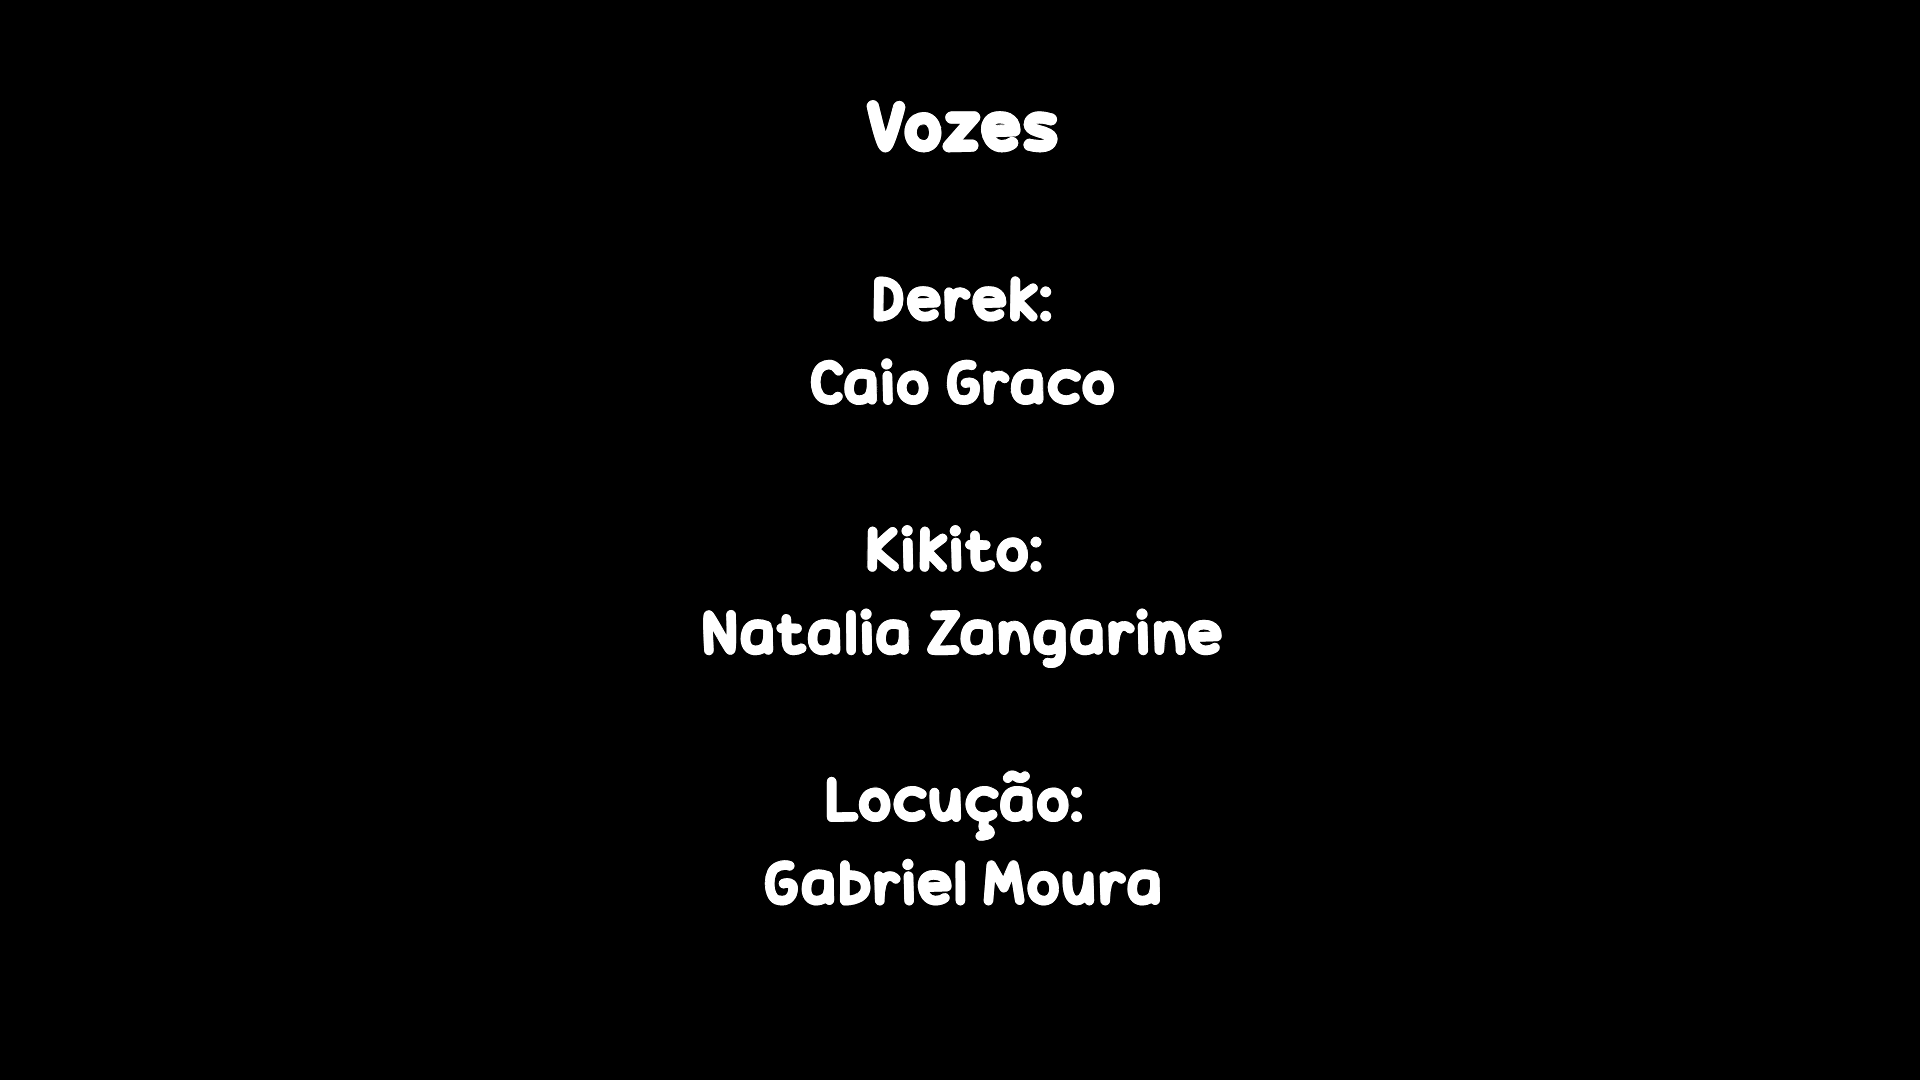 Vozes
Derek:
Caio Graco
Kikito:
Natalia Zangarine
Locução:
Gabriel Moura